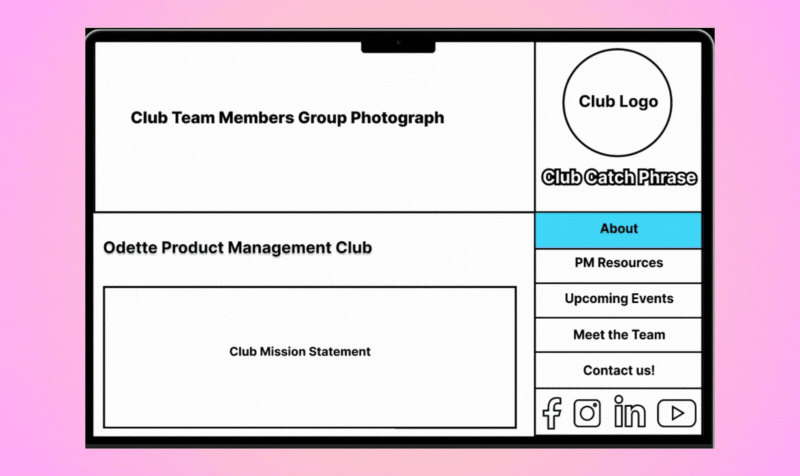 Club Team Members Group Photograph
Club Logo
Club Catch Phrase
Odette Product Management Club
Club Mission Statement
About
PM Resources
Upcoming Events
Meet the Team
Contact us!